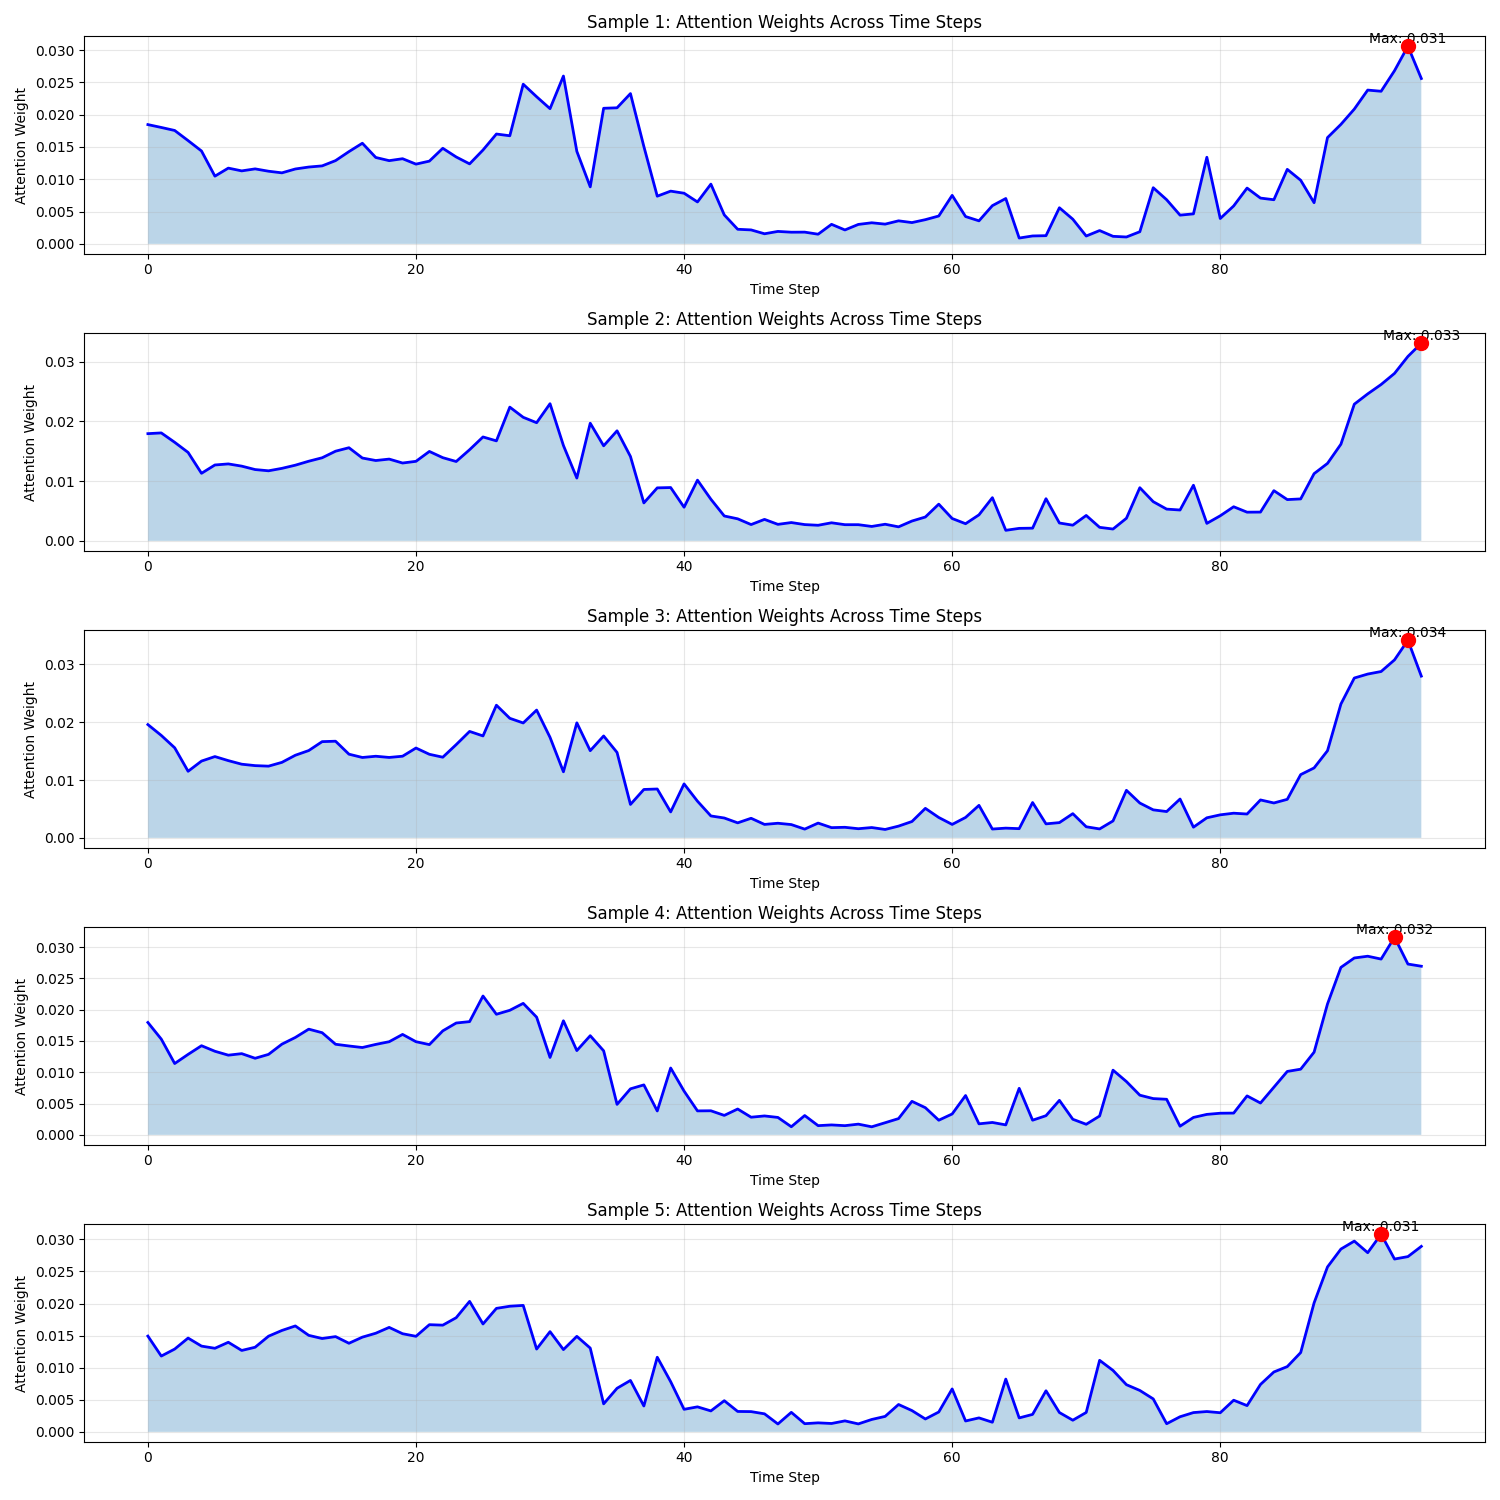 Sample 1: Attention Weights Across Time Steps
Max: 0.031
0.030
0.025
0.020
0.015
0.010
0.005
0.000
Attention Weight
0 20 40 60 80
Time Step
Sample 2: Attention Weights Across Time Steps
Max: 0.033
0.03
0.02
0.01
0.00
Attention Weight
0 20 40 60 80
Time Step
Sample 3: Attention Weights Across Time Steps
Max: 0.034
0.03
0.02
0.01
0.00
Attention Weight
0 20 40 60 80
Time Step
Sample 4: Attention Weights Across Time Steps
Max: 0.032
0.030
0.025
0.020
0.015
0.010
0.005
0.000
Attention Weight
0 20 40 60 80
Time Step
Sample 5: Attention Weights Across Time Steps
Max: 0.031
0.030
0.025
0.020
0.015
0.010
0.005
0.000
Attention Weight
0 20 40 60 80
Time Step